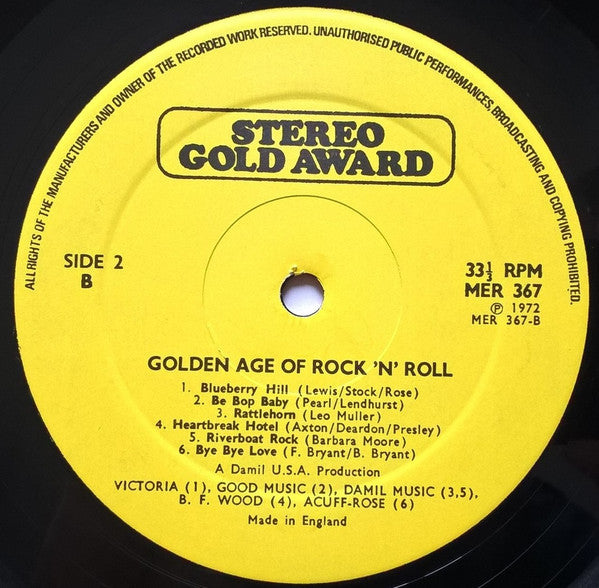 ALL RIGHTS OF THE MANUFACTURERS AND OWNER OF THE RECORDED WORK RESERVED. UNAUTHORISED PUBLIC PERFORMANCES, BROADCASTING AND COPYING PROHIBITED.
STEREO
GOLD AWARD
SIDE 2
B
33⅓ RPM
MER 367
℗ 1972
MER 367-B
GOLDEN AGE OF ROCK 'N' ROLL
1. Blueberry Hill (Lewis/Stock/Rose)
2. Be Bop Baby (Pearl/Lendhurst)
3. Rattlehorn (Leo Muller)
4. Heartbreak Hotel (Axton/Deardon/Presley)
5. Riverboat Rock (Barbara Moore)
6. Bye Bye Love (F. Bryant/B. Bryant)
A Damil U.S.A. Production
VICTORIA (1), GOOD MUSIC (2), DAMIL MUSIC (3,5),
B. F. WOOD (4), ACUFF-ROSE (6)
Made in England